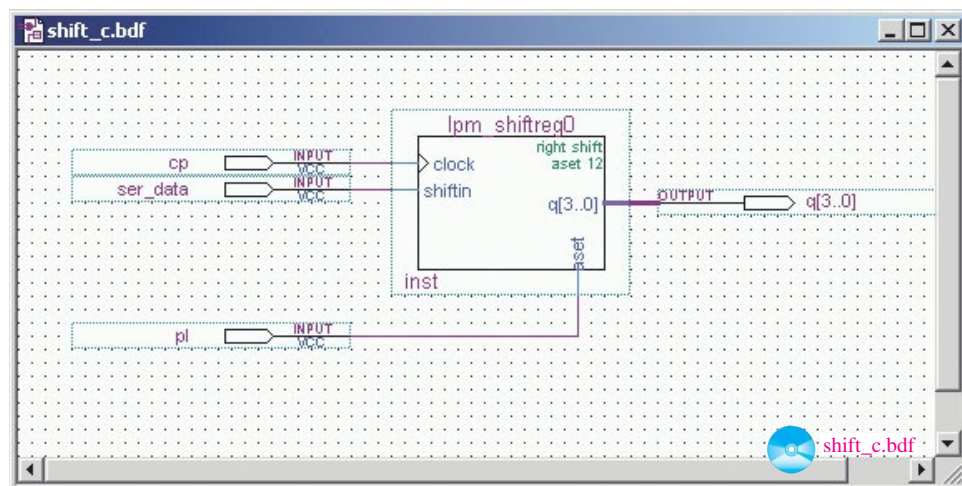 shift_c.bdf
lpm_shiftreg0
right shift
aset 12
cp
INPUT
VCC
clock
ser_data
INPUT
VCC
shiftin
q[3..0]
OUTPUT
q[3..0]
aset
inst
pl
INPUT
VCC
shift_c.bdf